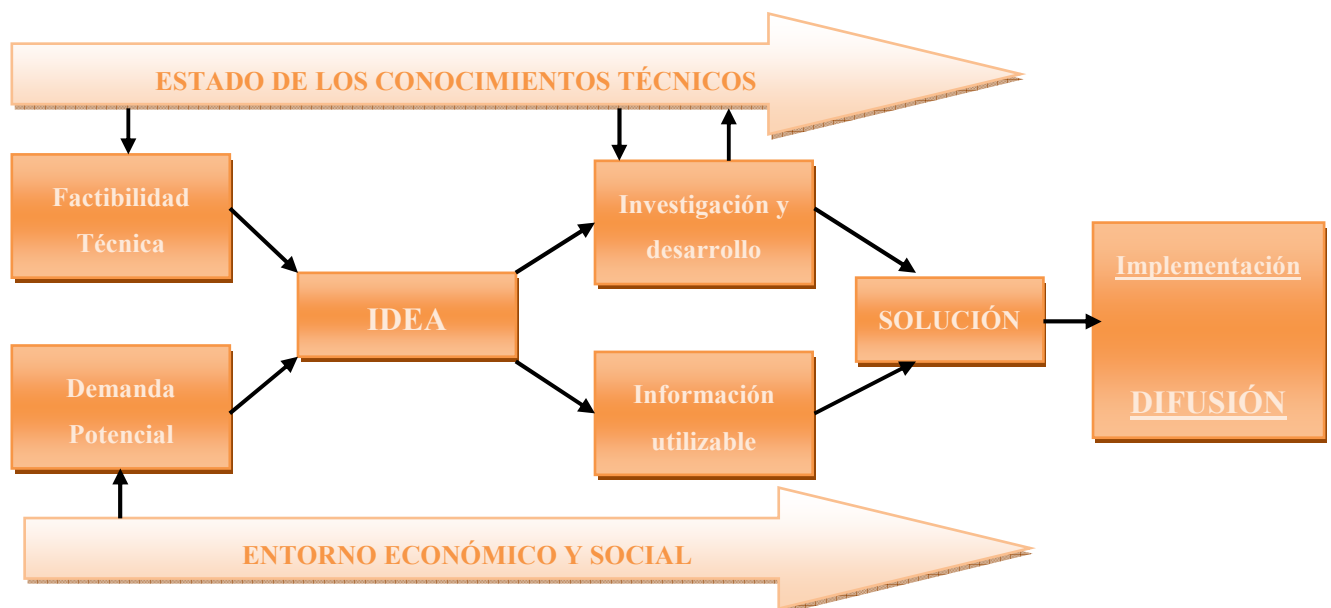 ESTADO DE LOS CONOCIMIENTOS TÉCNICOS
Factibilidad
Técnica
Investigación y
desarrollo
IDEA
SOLUCIÓN
Implementación
DIFUSIÓN
Demanda
Potencial
Información
utilizable
ENTORNO ECONÓMICO Y SOCIAL